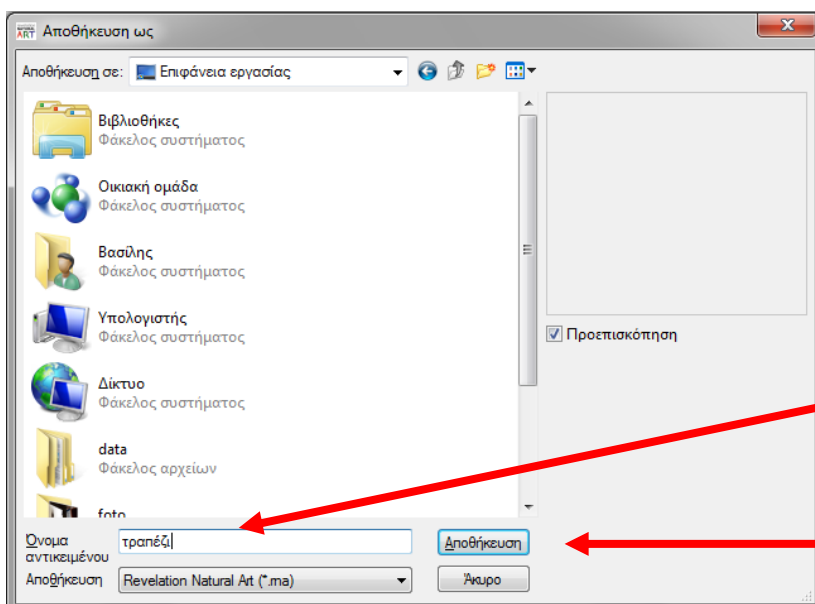 ART Αποθήκευση ως
Αποθήκευση σε: Επιφάνεια εργασίας
Βιβλιοθήκες
Φάκελος συστήματος
Οικιακή ομάδα
Φάκελος συστήματος
Βασίλης
Φάκελος συστήματος
Υπολογιστής
Φάκελος συστήματος
Προεπισκόπηση
Δίκτυο
Φάκελος συστήματος
data
Φάκελος αρχείων
foto
Όνομα αντικειμένου
τραπέζι
Αποθήκευση
Αποθήκευση
Revelation Natural Art (*.rna)
Άκυρο